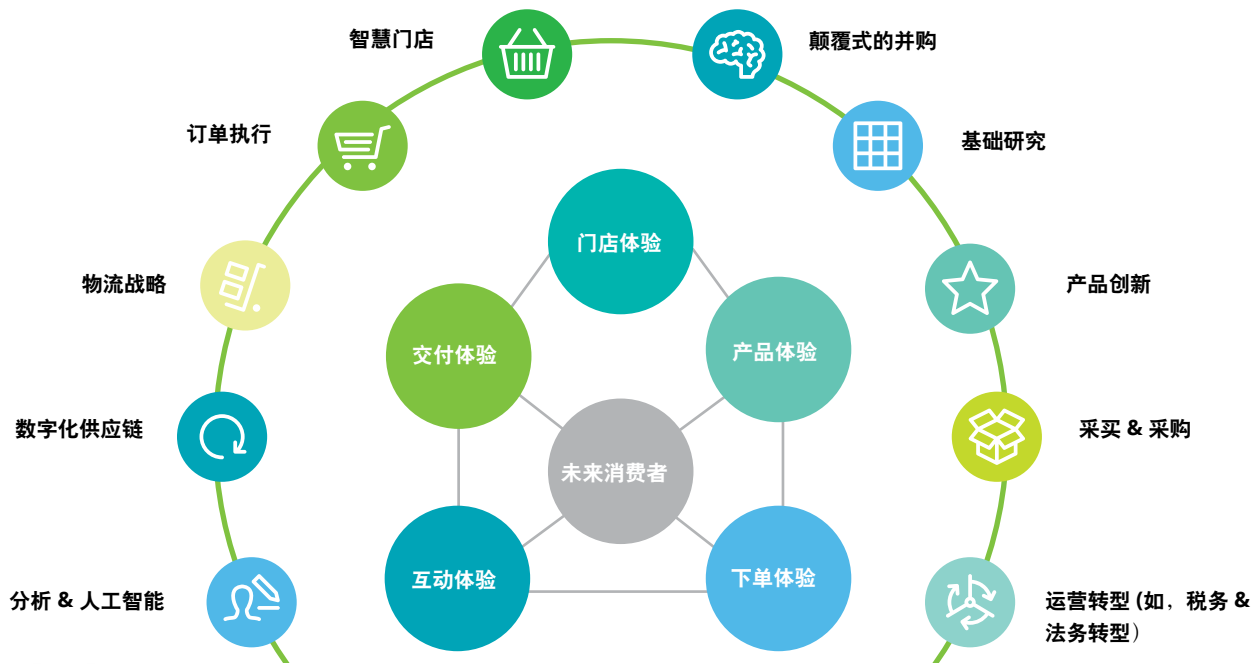 智慧门店
颠覆式的并购
订单执行
基础研究
门店体验
物流战略
产品创新
交付体验
产品体验
数字化供应链
采买 & 采购
未来消费者
互动体验
下单体验
分析 & 人工智能
运营转型 (如，税务 &
法务转型）